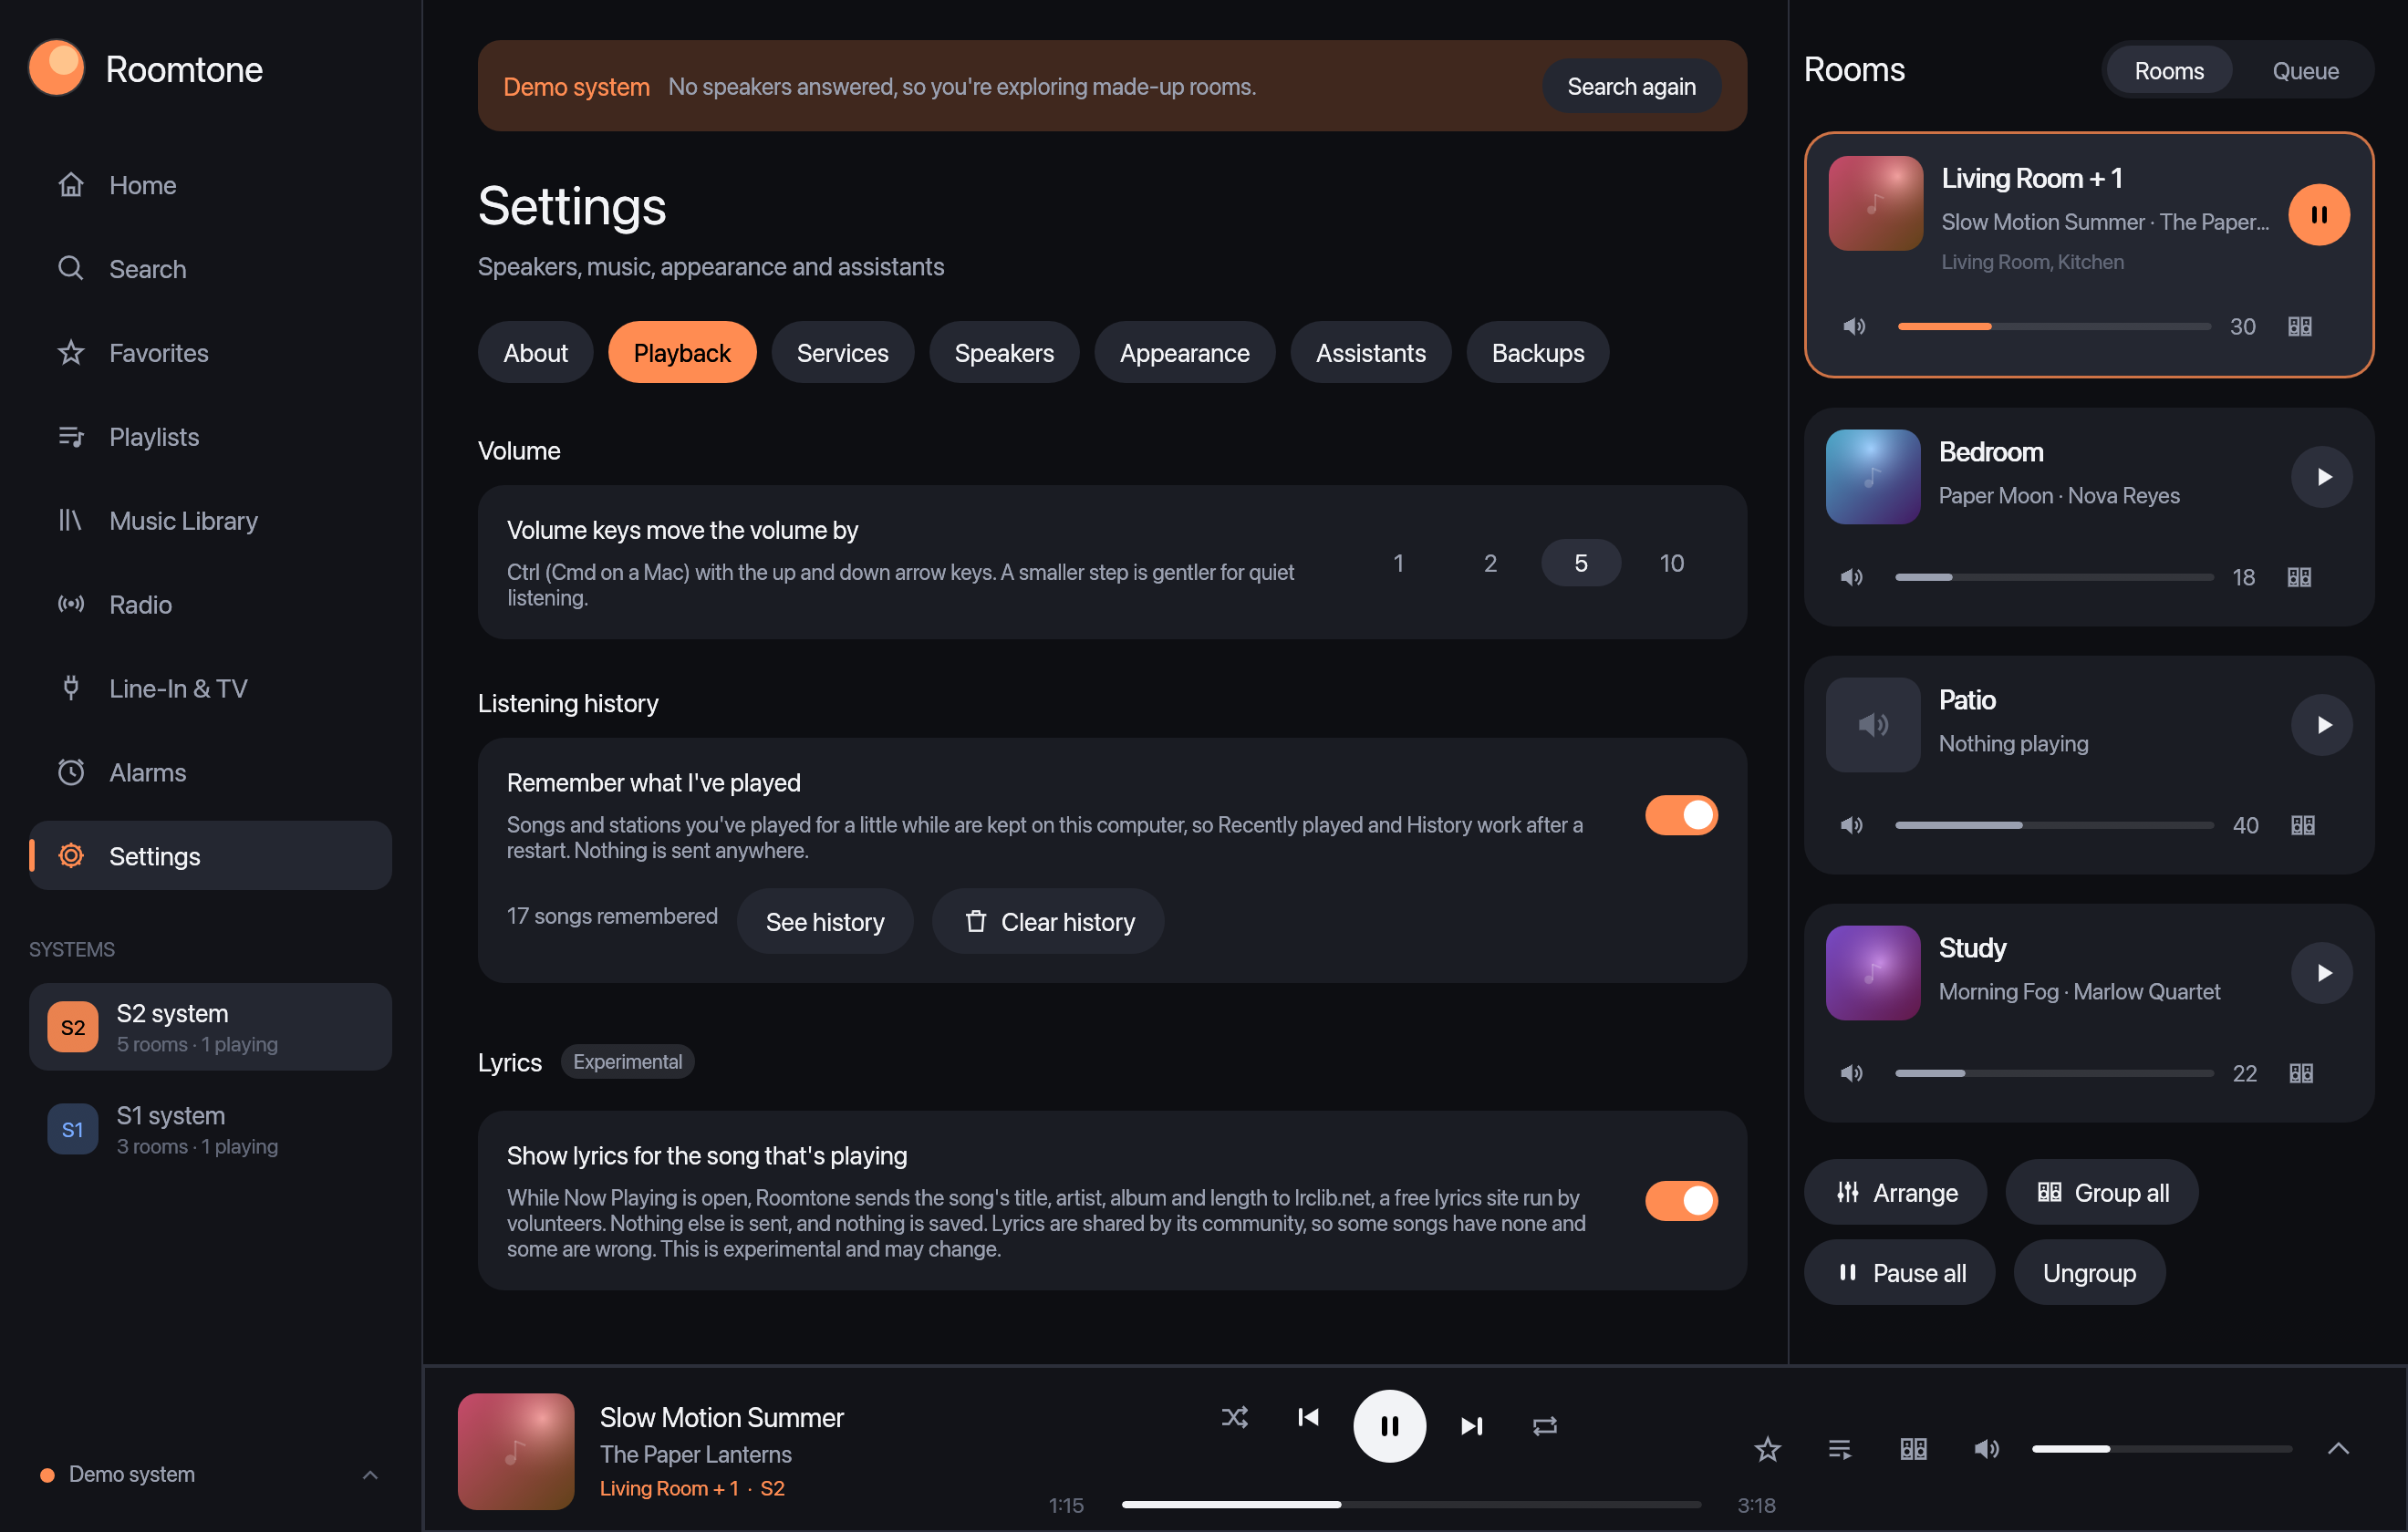 Roomtone
Home
Search
Favorites
Playlists
Music Library
Radio
Line-In & TV
Alarms
Settings
SYSTEMS
S2
S2 system
5 rooms · 1 playing
S1
S1 system
3 rooms · 1 playing
Demo system
Demo system No speakers answered, so you're exploring made-up rooms.
Search again
Settings
Speakers, music, appearance and assistants
About
Playback
Services
Speakers
Appearance
Assistants
Backups
Volume
Volume keys move the volume by
Ctrl (Cmd on a Mac) with the up and down arrow keys. A smaller step is gentler for quiet
listening.
1
2
5
10
Listening history
Remember what I've played
Songs and stations you've played for a little while are kept on this computer, so Recently played and History work after a
restart. Nothing is sent anywhere.
17 songs remembered
See history
Clear history
Lyrics
Experimental
Show lyrics for the song that's playing
While Now Playing is open, Roomtone sends the song's title, artist, album and length to lrclib.net, a free lyrics site run by
volunteers. Nothing else is sent, and nothing is saved. Lyrics are shared by its community, so some songs have none and
some are wrong. This is experimental and may change.
Rooms
Rooms
Queue
Living Room + 1
Slow Motion Summer · The Paper...
Living Room, Kitchen
30
Bedroom
Paper Moon · Nova Reyes
18
Patio
Nothing playing
40
Study
Morning Fog · Marlow Quartet
22
Arrange
Group all
Pause all
Ungroup
Slow Motion Summer
The Paper Lanterns
Living Room + 1 · S2
1:15
3:18